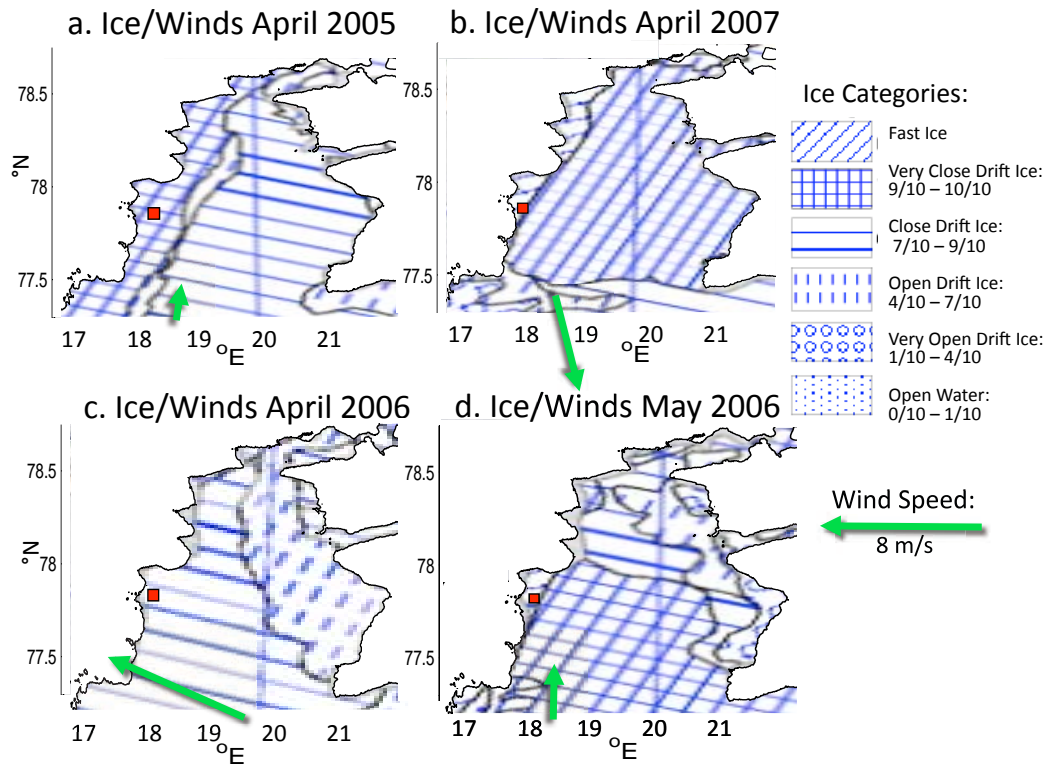 a. Ice/Winds April 2005
b. Ice/Winds April 2007
78.5
78
77.5
°N
17 18 19 20 21
°E
78.5
78
77.5
17 18 19 20 21
°E
Ice Categories:
Fast Ice
Very Close Drift Ice:
9/10 – 10/10
Close Drift Ice:
7/10 – 9/10
Open Drift Ice:
4/10 – 7/10
Very Open Drift Ice:
1/10 – 4/10
Open Water:
0/10 – 1/10
c. Ice/Winds April 2006
d. Ice/Winds May 2006
78.5
78
77.5
°N
17 18 19 20 21
°E
78.5
78
77.5
17 18 19 20 21
°E
Wind Speed:
8 m/s